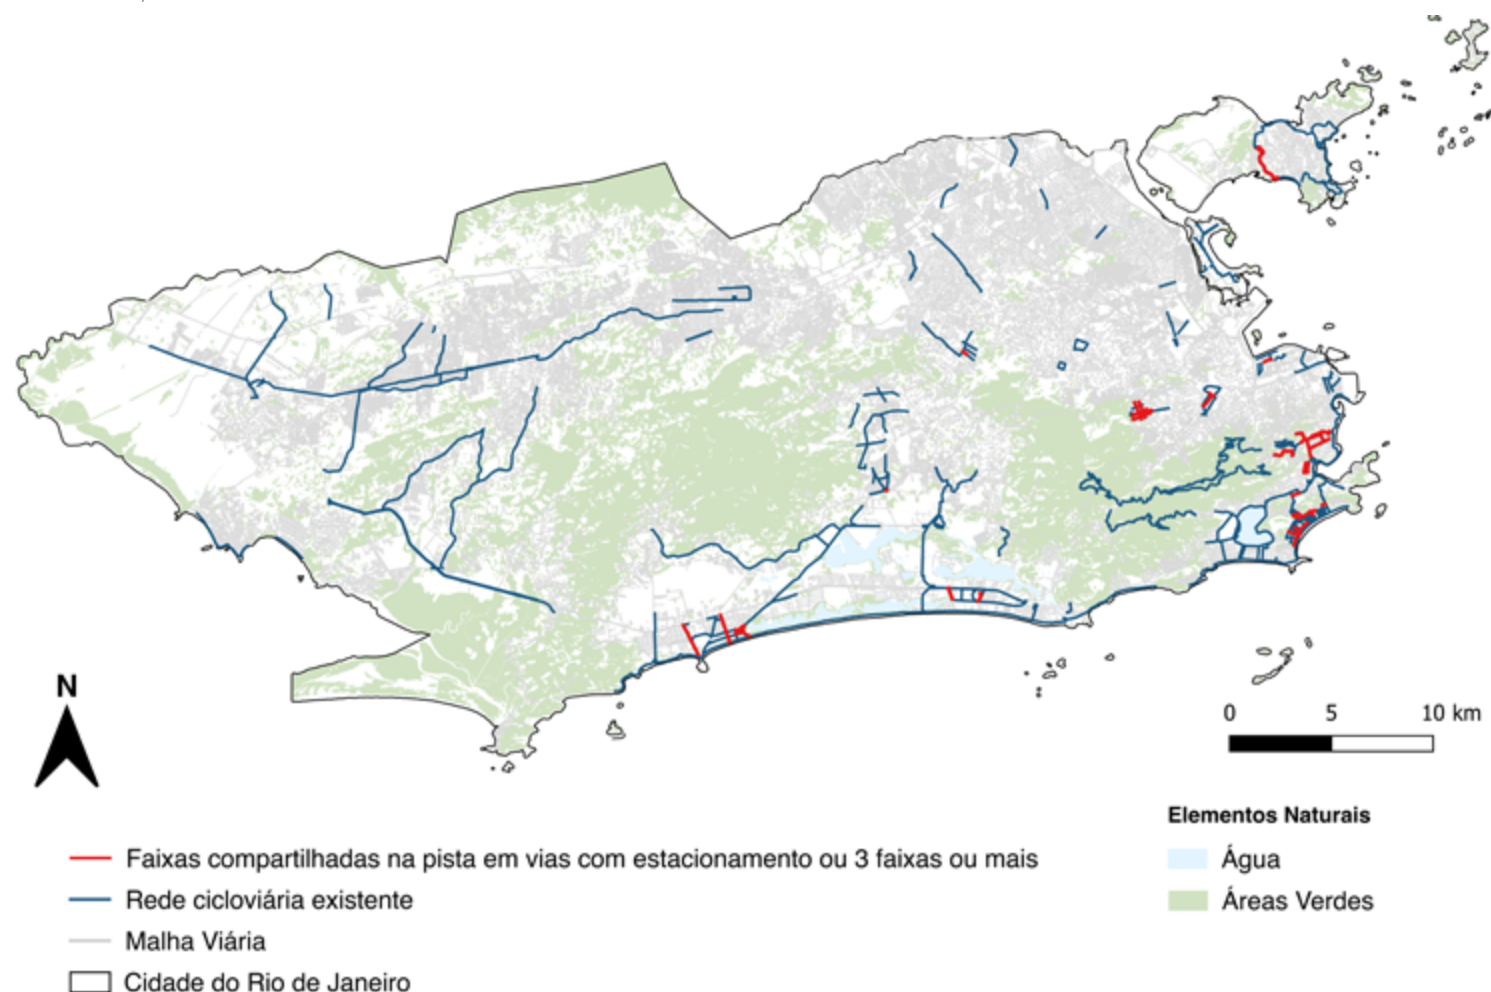 N
0 5 10 km
Elementos Naturais
Água
Áreas Verdes
Faixas compartilhadas na pista em vias com estacionamento ou 3 faixas ou mais
Rede cicloviária existente
Malha Viária
Cidade do Rio de Janeiro